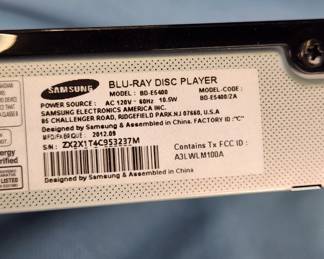 SAMSUNG
BLU-RAY DISC PLAYER
MODEL : BD-E5400
MODEL-CODE :
BD-E5400/ZA
POWER SOURCE : AC 120V ~ 60Hz 10.5W
SAMSUNG ELECTRONICS AMERICA INC.
85 CHALLENGER ROAD, RIDGEFIELD PARK,NJ 07660, U.S.A.
Designed by Samsung & Assembled in China. FACTORY ID :"C"
MFD/FABRIQUÉ : 2012.09
S/N : ZX2X1T4C953237M
Contains Tx FCC ID :
A3LWLM100A
Designed by Samsung & Assembled in China